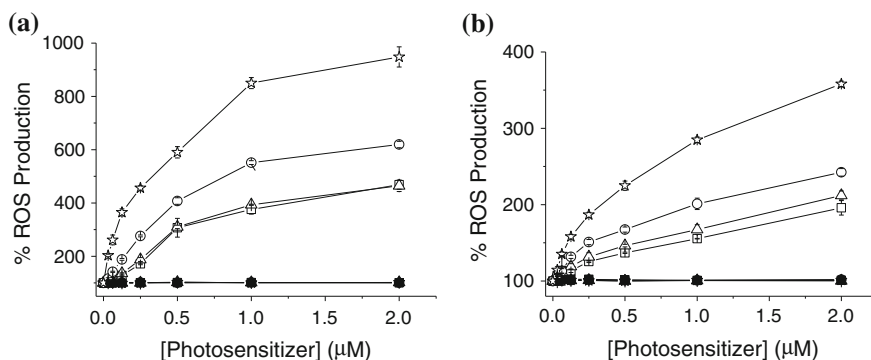 (a)
% ROS Production
1000
800
600
400
200
0.0 0.5 1.0 1.5 2.0
[Photosensitizer] (μM)
(b)
% ROS Production
400
300
200
100
0.0 0.5 1.0 1.5 2.0
[Photosensitizer] (μM)